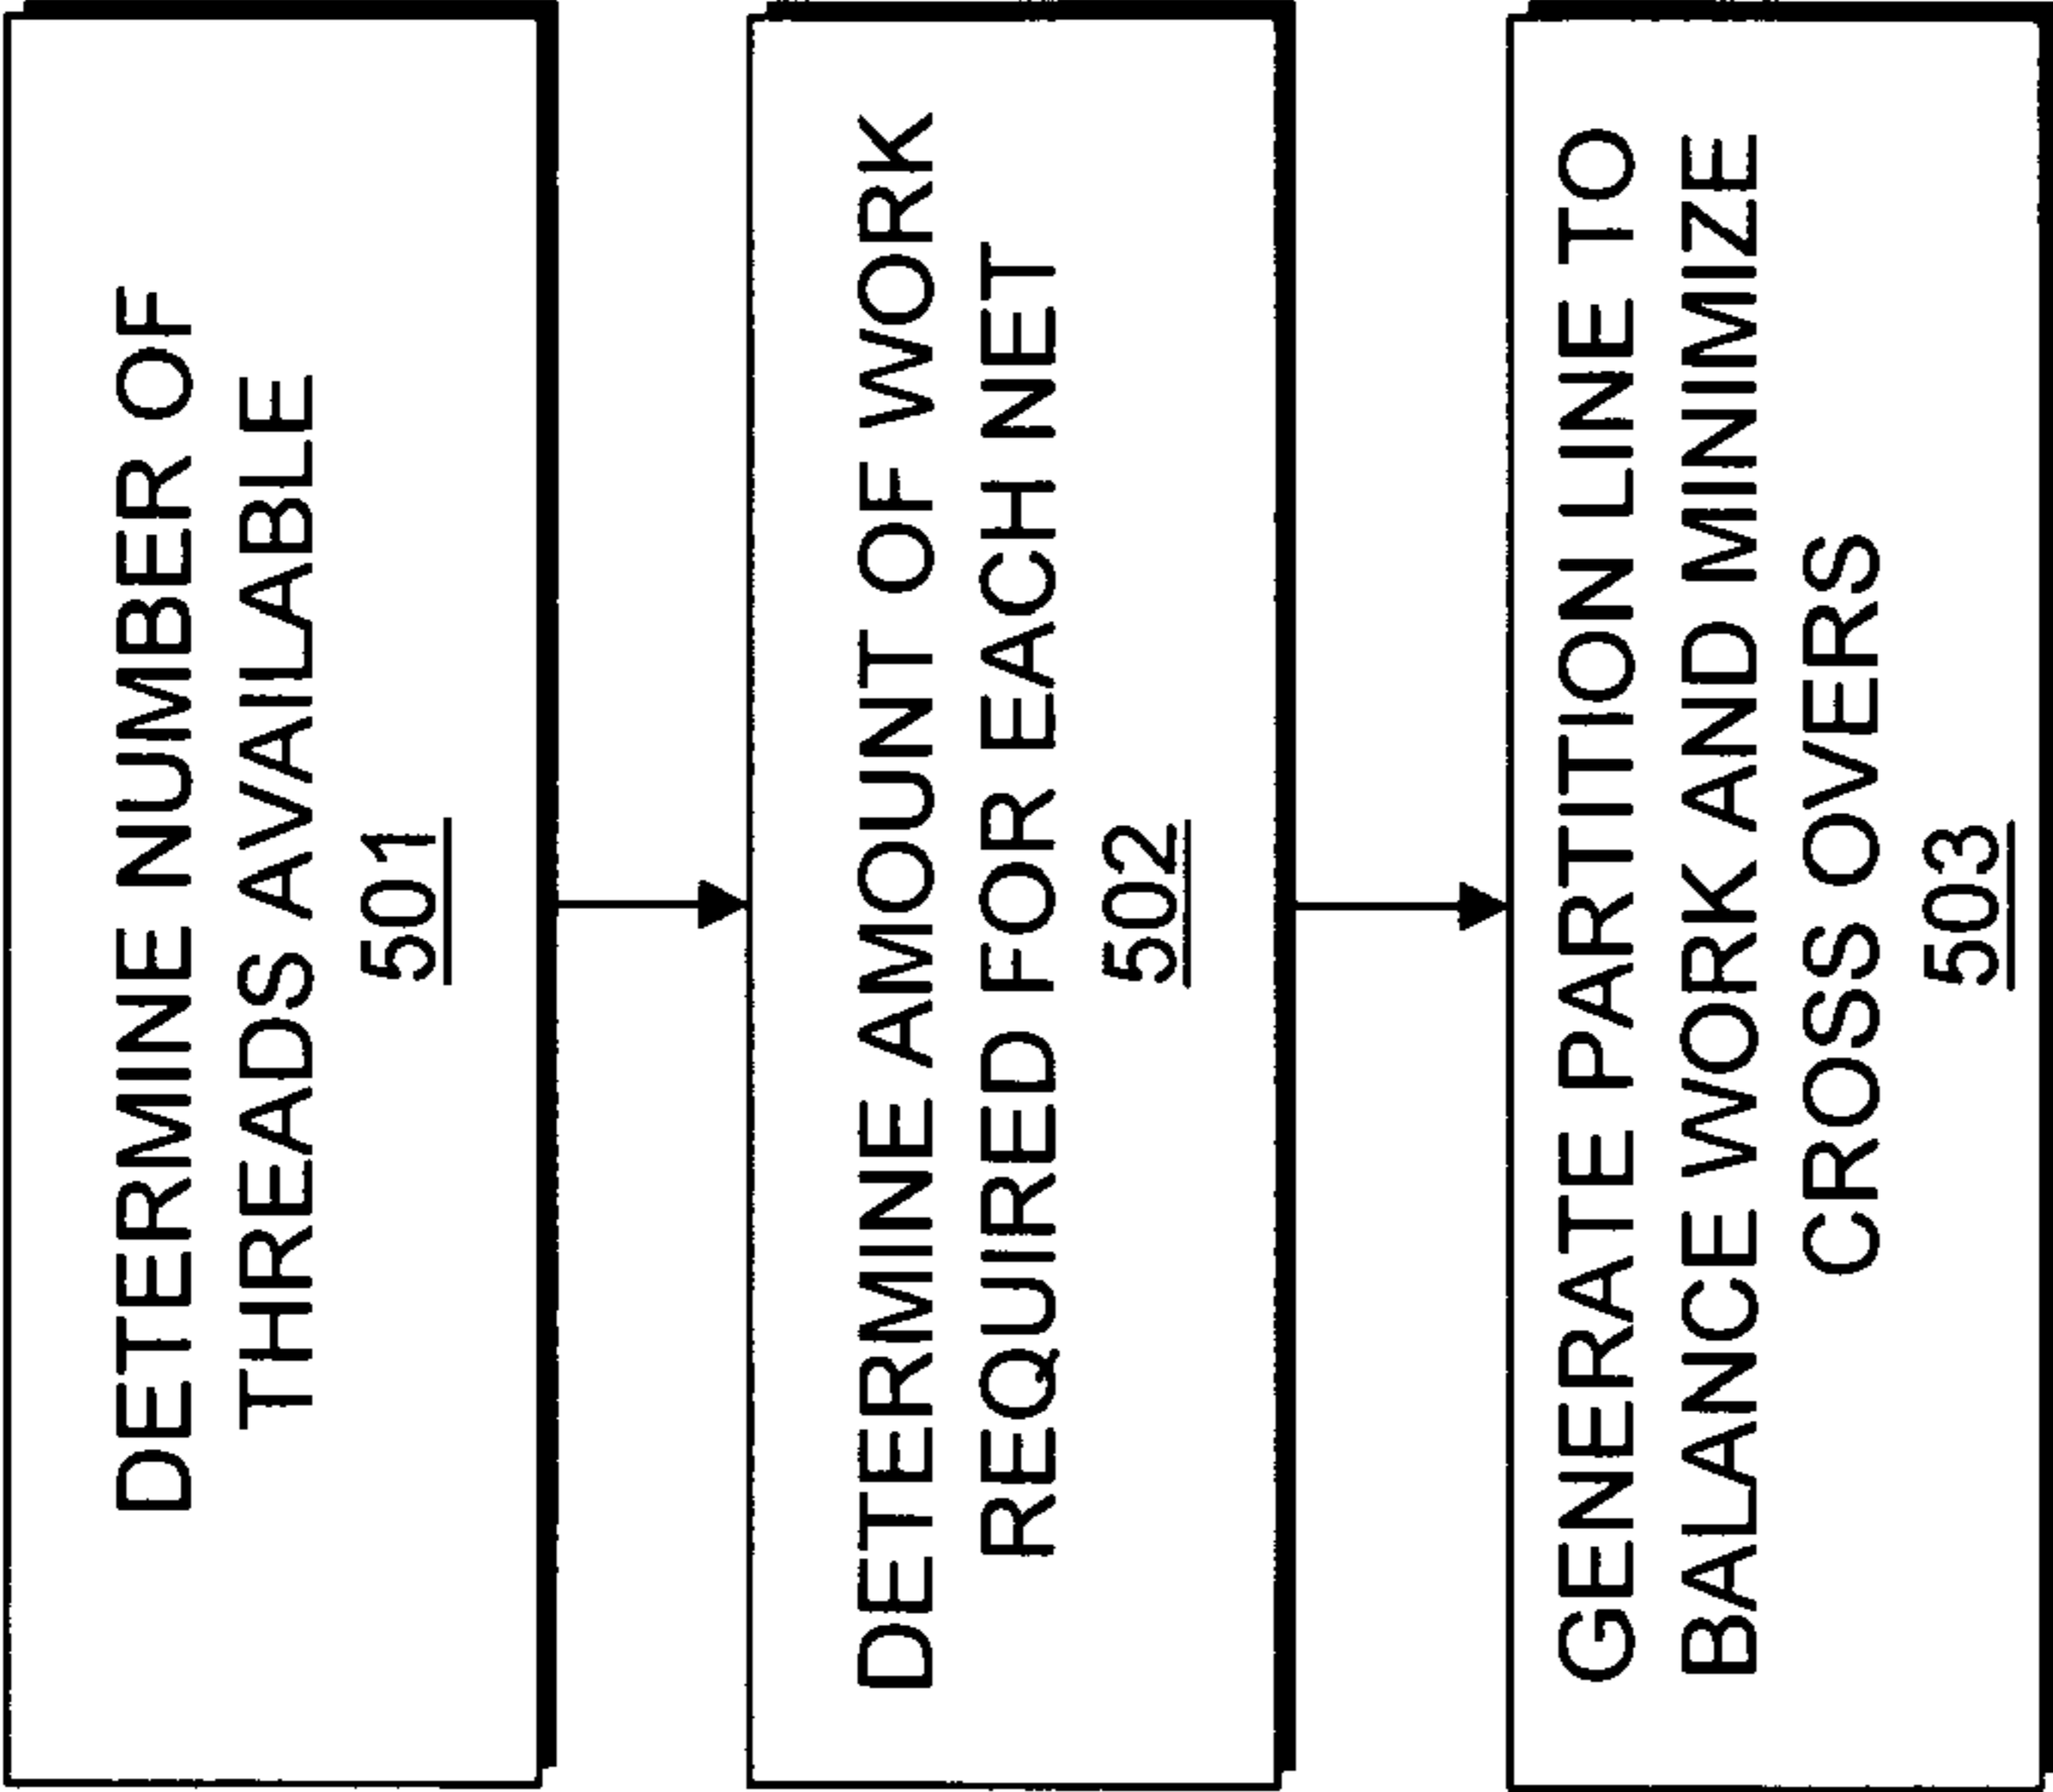 DETERMINE NUMBER OF
THREADS AVAILABLE
501
DETERMINE AMOUNT OF WORK
REQUIRED FOR EACH NET
502
GENERATE PARTITION LINE TO
BALANCE WORK AND MINIMIZE
CROSS OVERS
503